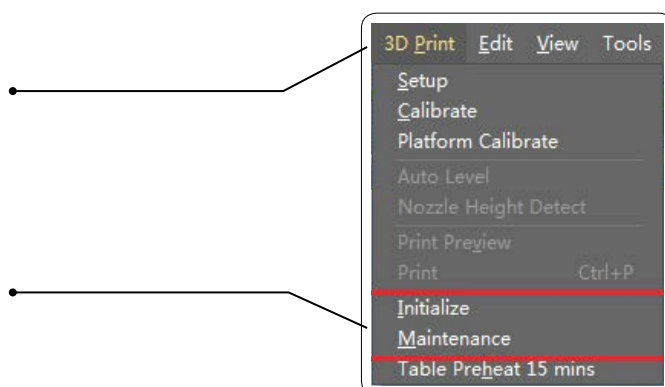 3D Print Edit View Tools
Setup
Calibrate
Platform Calibrate
Auto Level
Nozzle Height Detect
Print Preview
Print Ctrl+P
Initialize
Maintenance
Table Preheat 15 mins